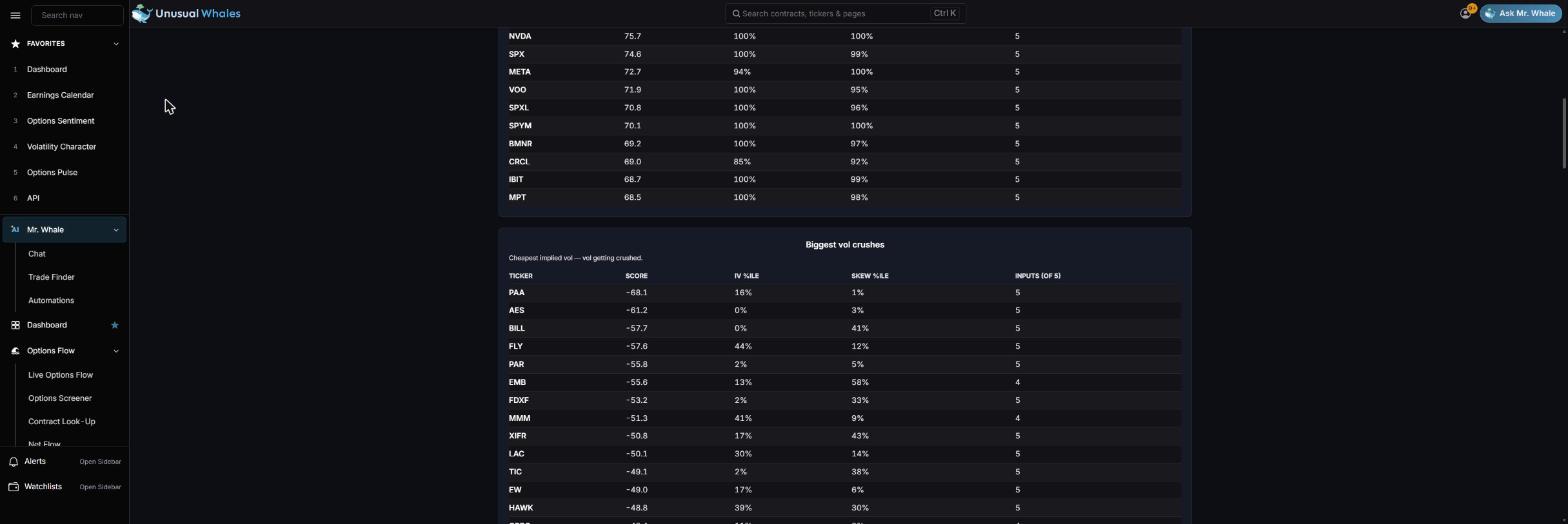 Search nav
Unusual Whales
Search contracts, tickers & pages
Ctrl K
9+
Ask Mr. Whale
FAVORITES
1 Dashboard
2 Earnings Calendar
3 Options Sentiment
4 Volatility Character
5 Options Pulse
6 API
AI Mr. Whale
Chat
Trade Finder
Automations
Dashboard
Options Flow
Live Options Flow
Options Screener
Contract Look-Up
Net Flow
Alerts Open Sidebar
Watchlists Open Sidebar
NVDA 75.7 100% 100% 5
SPX 74.6 100% 99% 5
META 72.7 94% 100% 5
VOO 71.9 100% 95% 5
SPXL 70.8 100% 96% 5
SPYM 70.1 100% 100% 5
BMNR 69.2 100% 97% 5
CRCL 69.0 85% 92% 5
IBIT 68.7 100% 99% 5
MPT 68.5 100% 98% 5
Biggest vol crushes
Cheapest implied vol — vol getting crushed.
TICKER SCORE IV %ILE SKEW %ILE INPUTS (OF 5)
PAA -68.1 16% 1% 5
AES -61.2 0% 3% 5
BILL -57.7 0% 41% 5
FLY -57.6 44% 12% 5
PAR -55.8 2% 5% 5
EMB -55.6 13% 58% 4
FDXF -53.2 2% 33% 5
MMM -51.3 41% 9% 4
XIFR -50.8 17% 43% 5
LAC -50.1 30% 14% 5
TIC -49.1 2% 38% 5
EW -49.0 17% 6% 5
HAWK -48.8 39% 30% 5